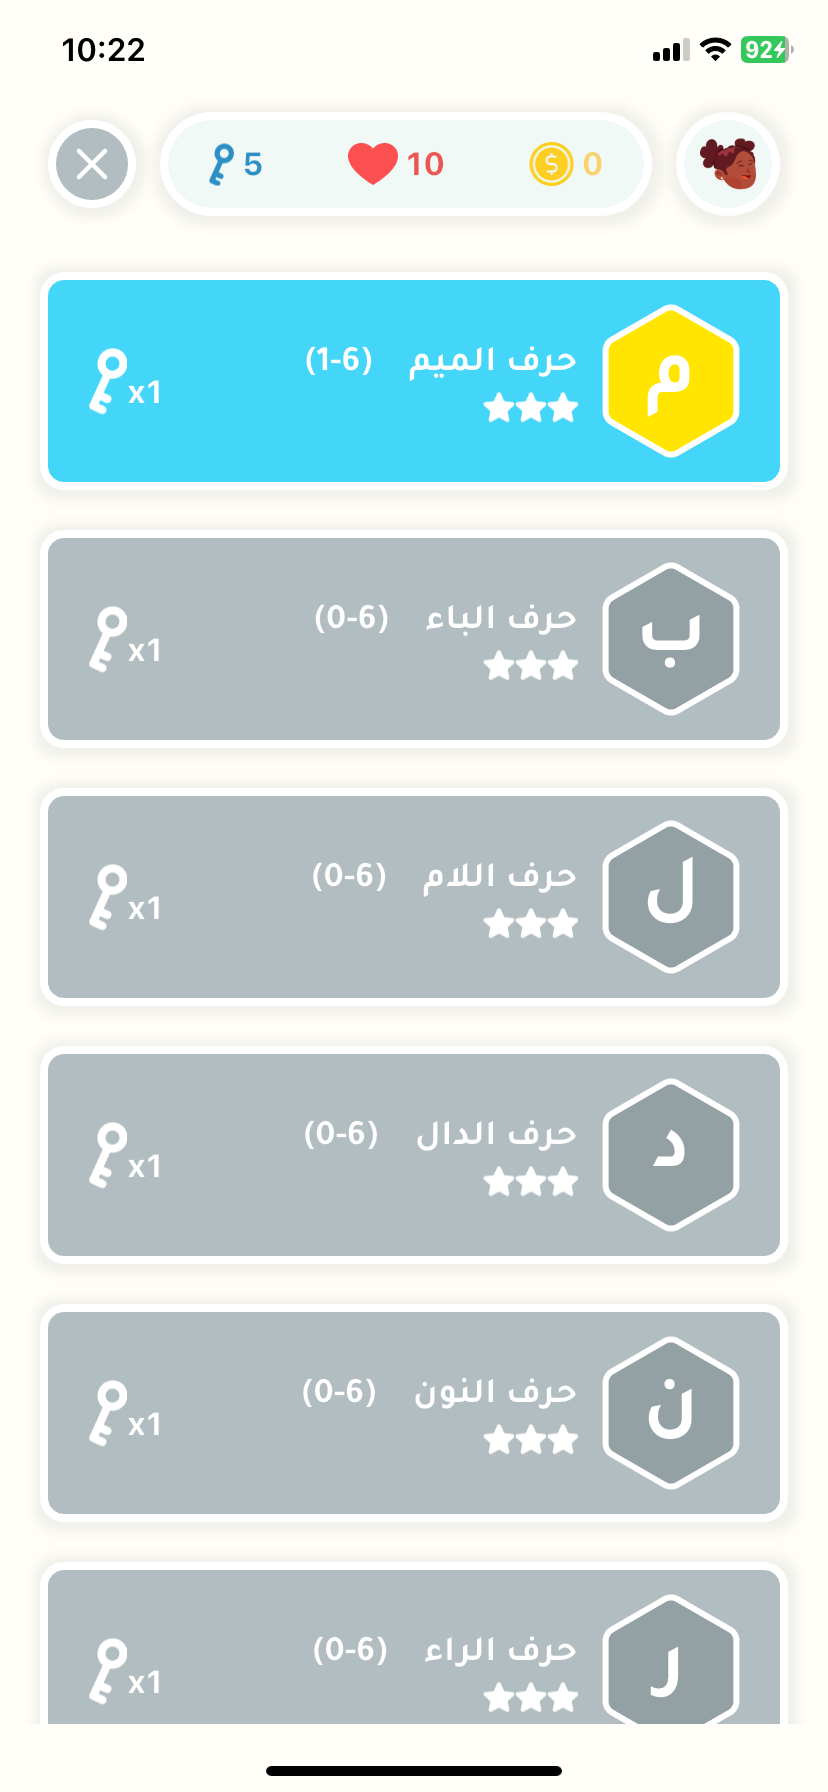 10:22
92
5
10
0
م
حرف الميم (1-6)
x1
ب
حرف الباء (0-6)
x1
ل
حرف اللام (0-6)
x1
د
حرف الدال (0-6)
x1
ن
حرف النون (0-6)
x1
ر
حرف الراء (0-6)
x1